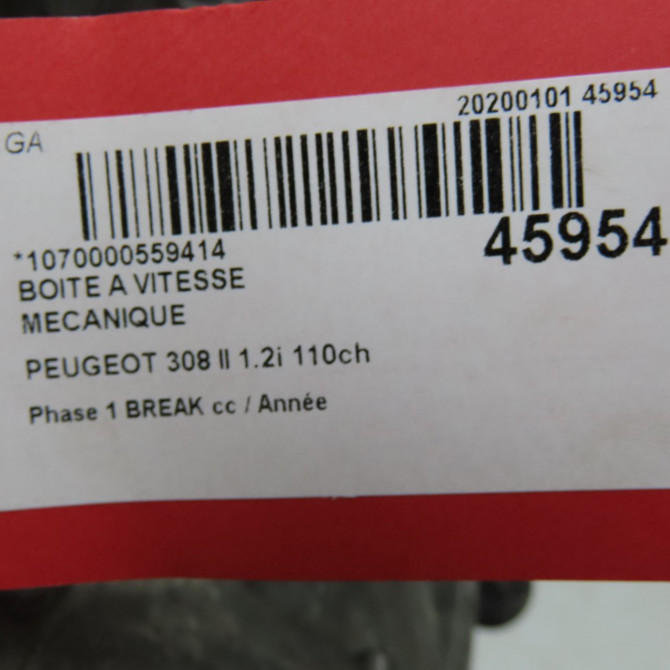 20200101 45954
GA
45954
*1070000559414
BOITE A VITESSE
MECANIQUE
PEUGEOT 308 II 1.2i 110ch
Phase 1 BREAK cc / Année